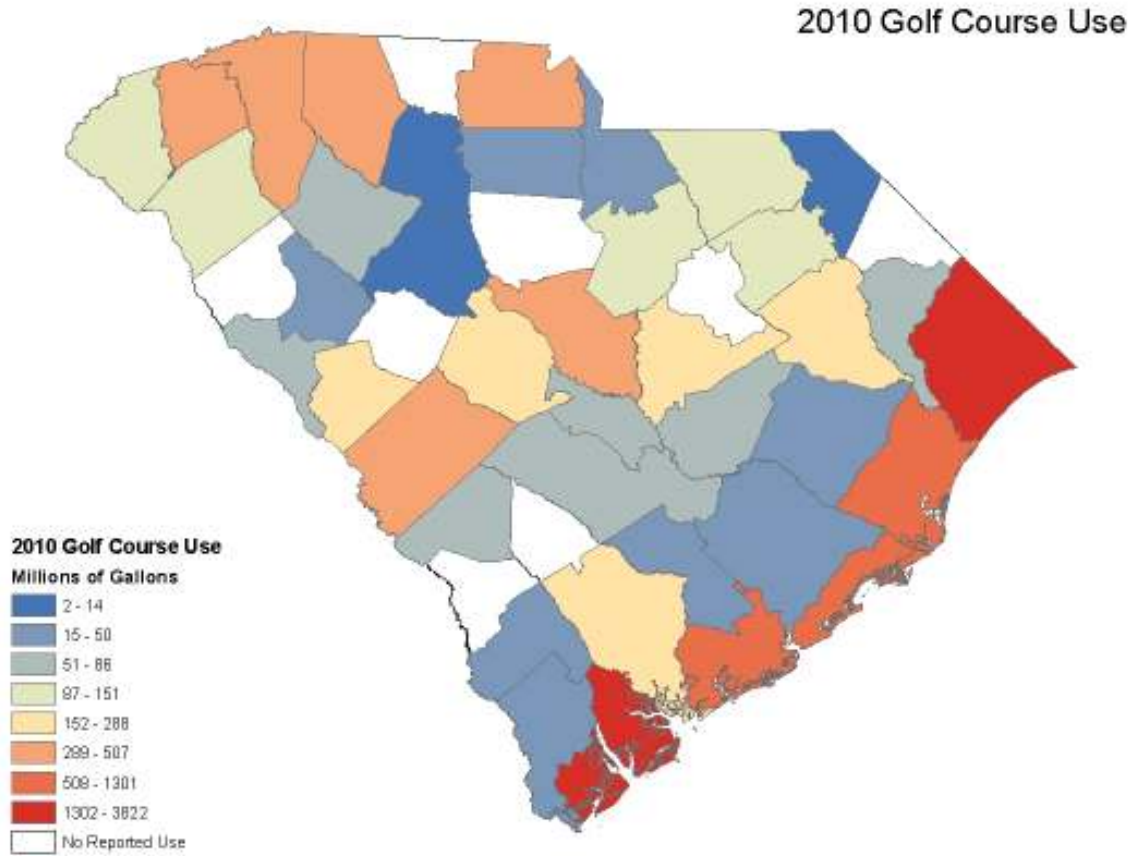 2010 Golf Course Use
2010 Golf Course Use
Millions of Gallons
2 - 14
15 - 50
51 - 86
87 - 151
152 - 288
289 - 507
508 - 1301
1302 - 3822
No Reported Use